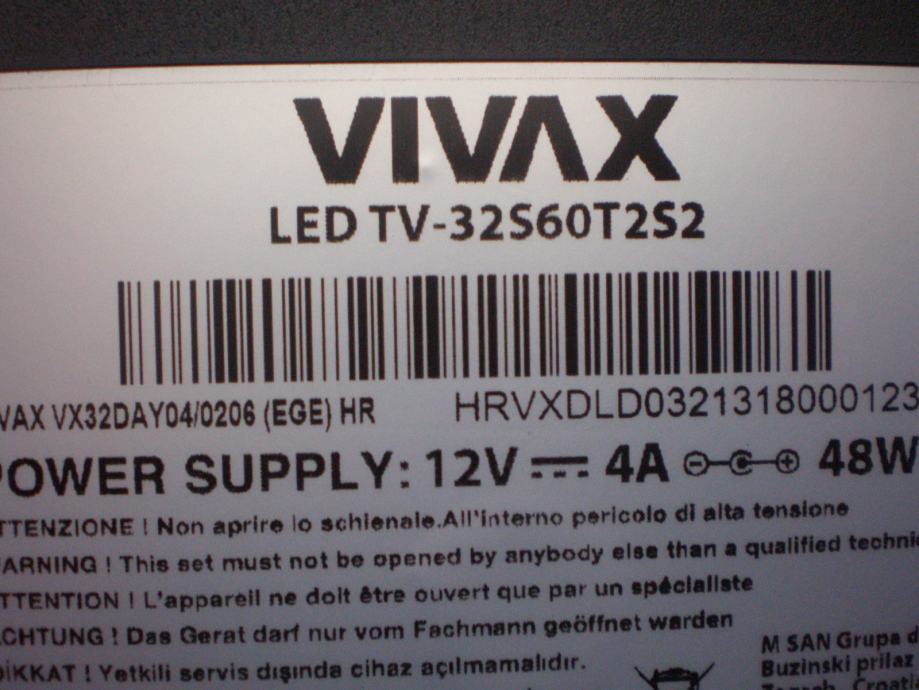 VIVAX
LED TV-32S60T2S2
VAX VX32DAY04/0206 (EGE) HR
HRVXDLD0321318000123
POWER SUPPLY: 12V 4A 48W
TTENZIONE ! Non aprire lo schienale.All'interno pericolo di alta tensione
ARNING ! This set must not be opened by anybody else than a qualified techni
TTENTION ! L'appareil ne doit être ouvert que par un spécialiste
CHTUNG ! Das Gerat darf nur vom Fachmann geöffnet warden
DİKKAT ! Yetkili servis dışında cihaz açılmamalıdır.
M SAN Grupa d
Buzinski prilaz
Zagreb, Croati